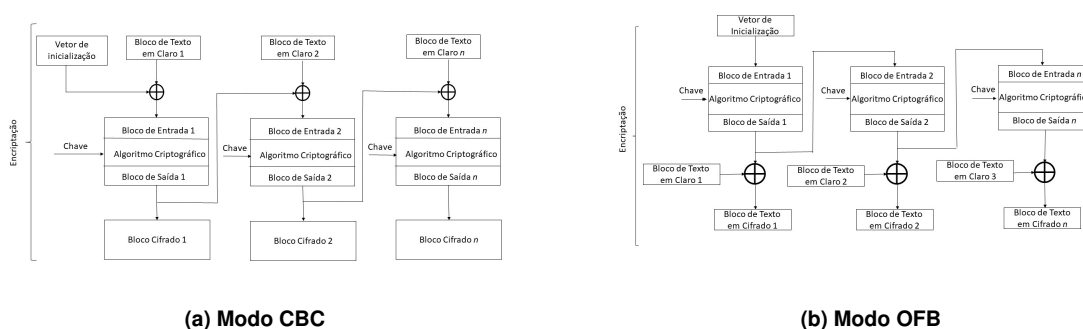 Encriptação
Vetor de
inicialização
Bloco de Texto
em Claro 1
Bloco de Texto
em Claro 2
Bloco de Texto
em Claro n
Chave
Bloco de Entrada 1
Algoritmo Criptográfico
Bloco de Saída 1
Chave
Bloco de Entrada 2
Algoritmo Criptográfico
Bloco de Saída 2
Chave
Bloco de Entrada n
Algoritmo Criptográfico
Bloco de Saída n
Bloco Cifrado 1
Bloco Cifrado 2
Bloco Cifrado n
(a) Modo CBC
Encriptação
Vetor de
Inicialização
Chave
Bloco de Entrada 1
Algoritmo Criptográfico
Bloco de Saída 1
Chave
Bloco de Entrada 2
Algoritmo Criptográfico
Bloco de Saída 2
Chave
Bloco de Entrada n
Algoritmo Criptográfico
Bloco de Saída n
Bloco de Texto
em Claro 1
Bloco de Texto
em Claro 2
Bloco de Texto
em Claro 3
Bloco de Texto
em Cifrado 1
Bloco de Texto
em Cifrado 2
Bloco de Texto
em Cifrado n
(b) Modo OFB